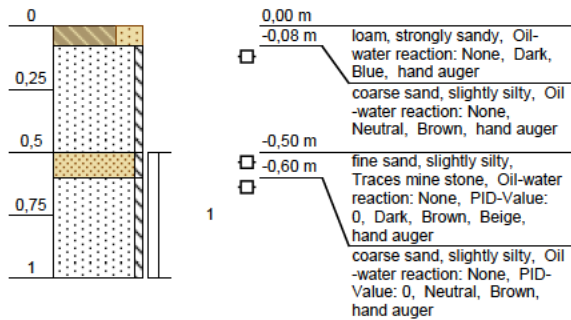 0
0,25
0,5
0,75
1
1
0,00 m
-0,08 m
loam, strongly sandy, Oil-
water reaction: None, Dark,
Blue, hand auger
coarse sand, slightly silty, Oil
-water reaction: None,
Neutral, Brown, hand auger
-0,50 m
-0,60 m
fine sand, slightly silty,
Traces mine stone, Oil-water
reaction: None, PID-Value:
0, Dark, Brown, Beige,
hand auger
coarse sand, slightly silty, Oil
-water reaction: None, PID-
Value: 0, Neutral, Brown,
hand auger